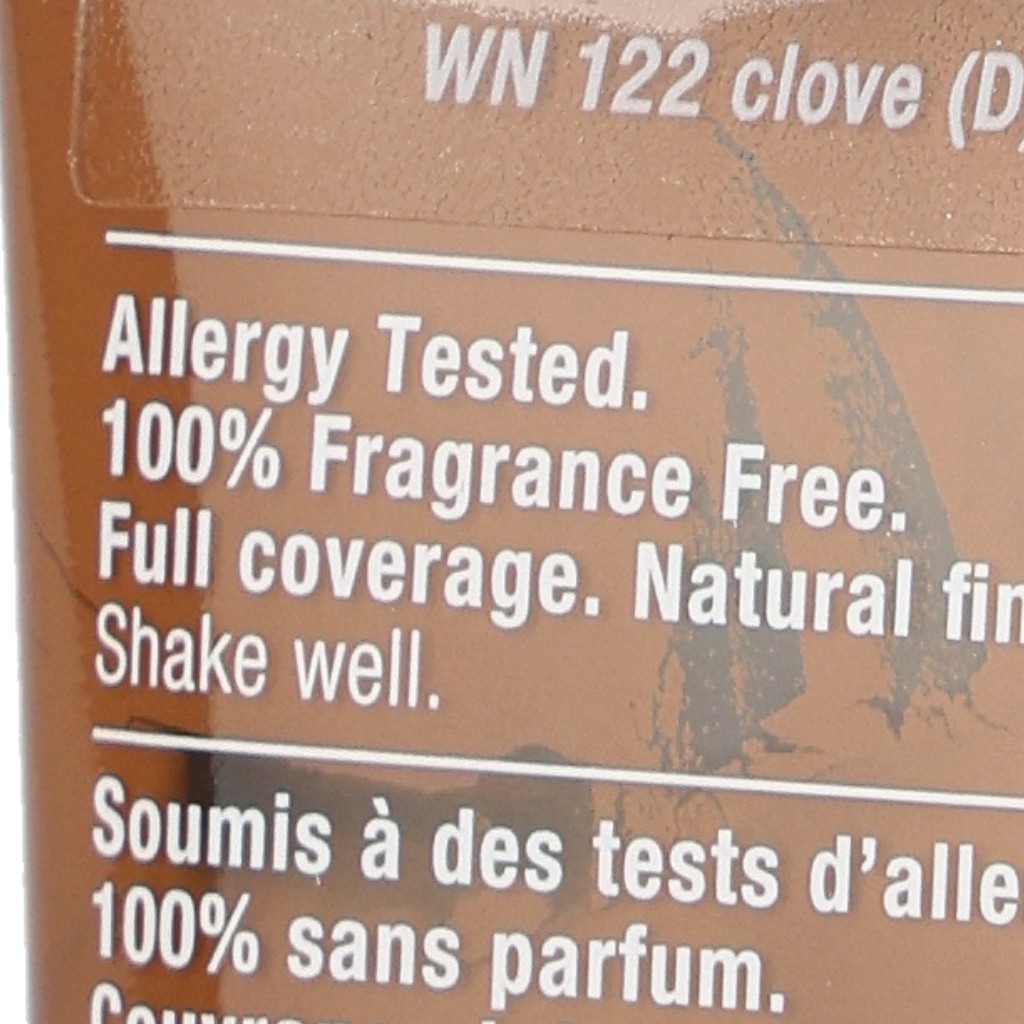 WN 122 clove (D)
Allergy Tested.
100% Fragrance Free.
Full coverage. Natural fin
Shake well.
Soumis à des tests d'alle
100% sans parfum.